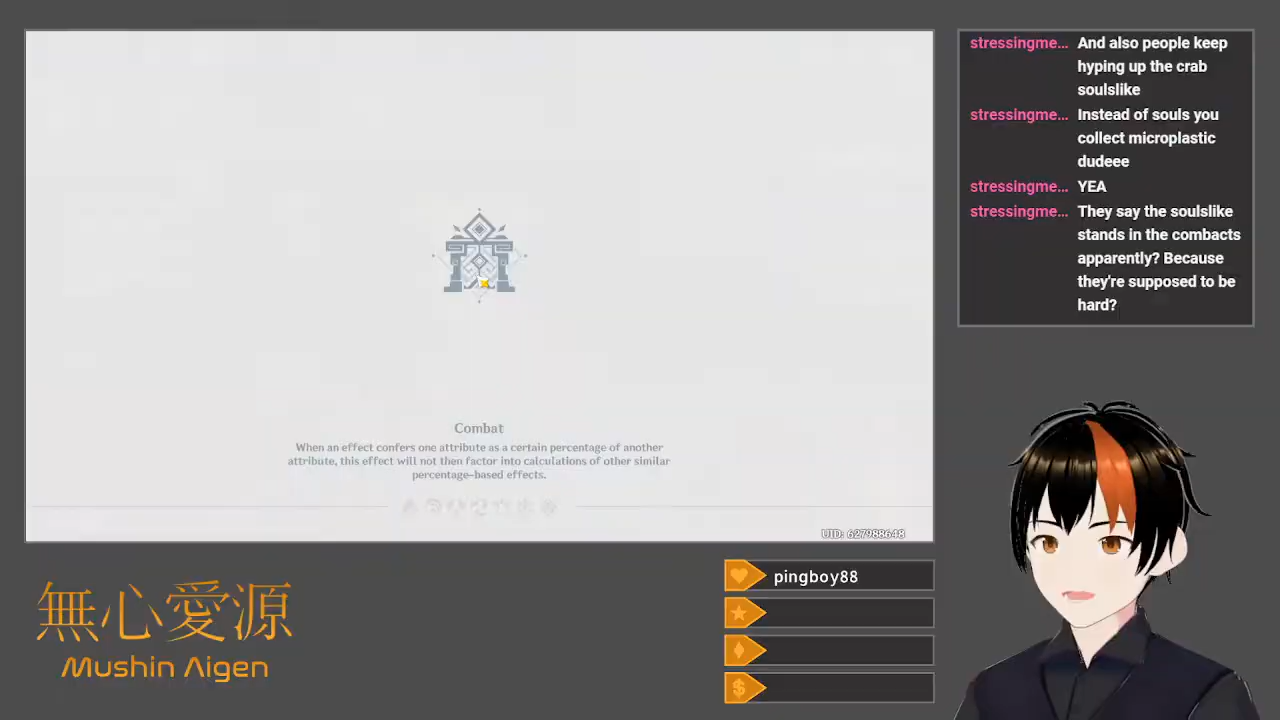 Combat
When an effect confers one attribute as a certain percentage of another
attribute, this effect will not then factor into calculations of other similar
percentage-based effects.
UID: 627988648
stressingme... And also people keep
hyping up the crab
soulslike
stressingme... Instead of souls you
collect microplastic
dudeee
stressingme... YEA
stressingme... They say the soulslike
stands in the combacts
apparently? Because
they're supposed to be
hard?
無心愛源
Mushin Aigen
pingboy88